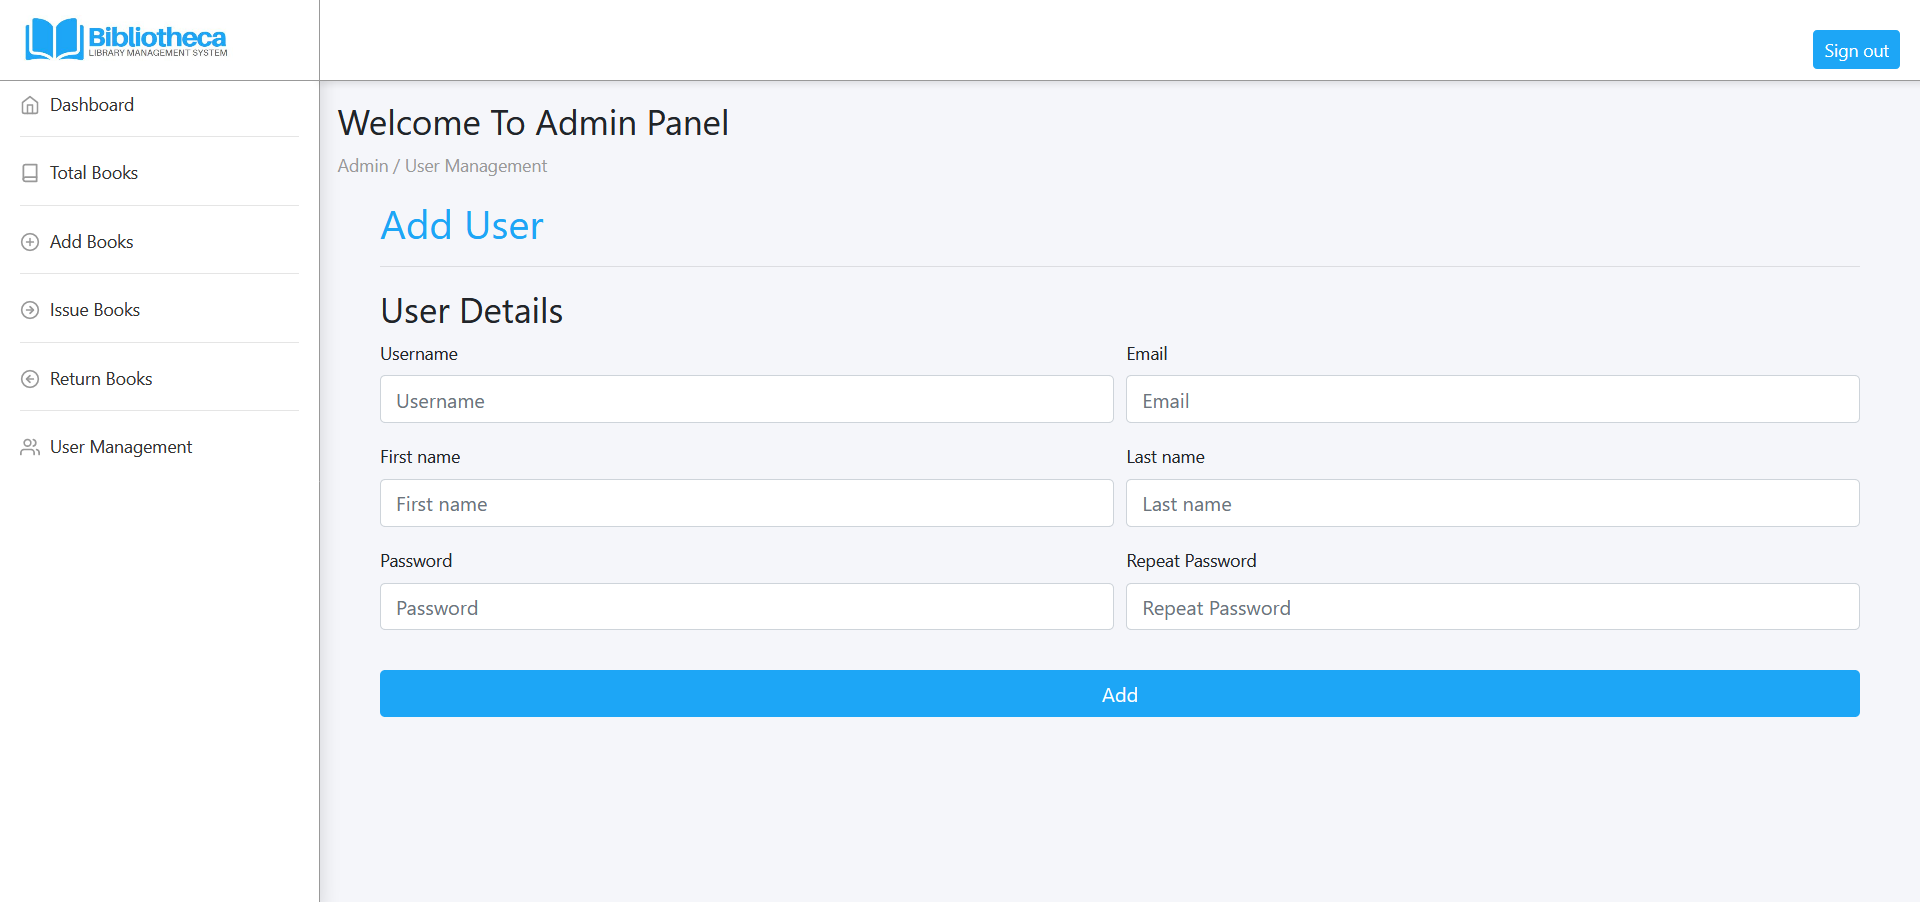 Bibliotheca
LIBRARY MANAGEMENT SYSTEM
Sign out
Dashboard
Total Books
Add Books
Issue Books
Return Books
User Management
Welcome To Admin Panel
Admin / User Management
Add User
User Details
Username
Email
Username
Email
First name
Last name
First name
Last name
Password
Repeat Password
Password
Repeat Password
Add